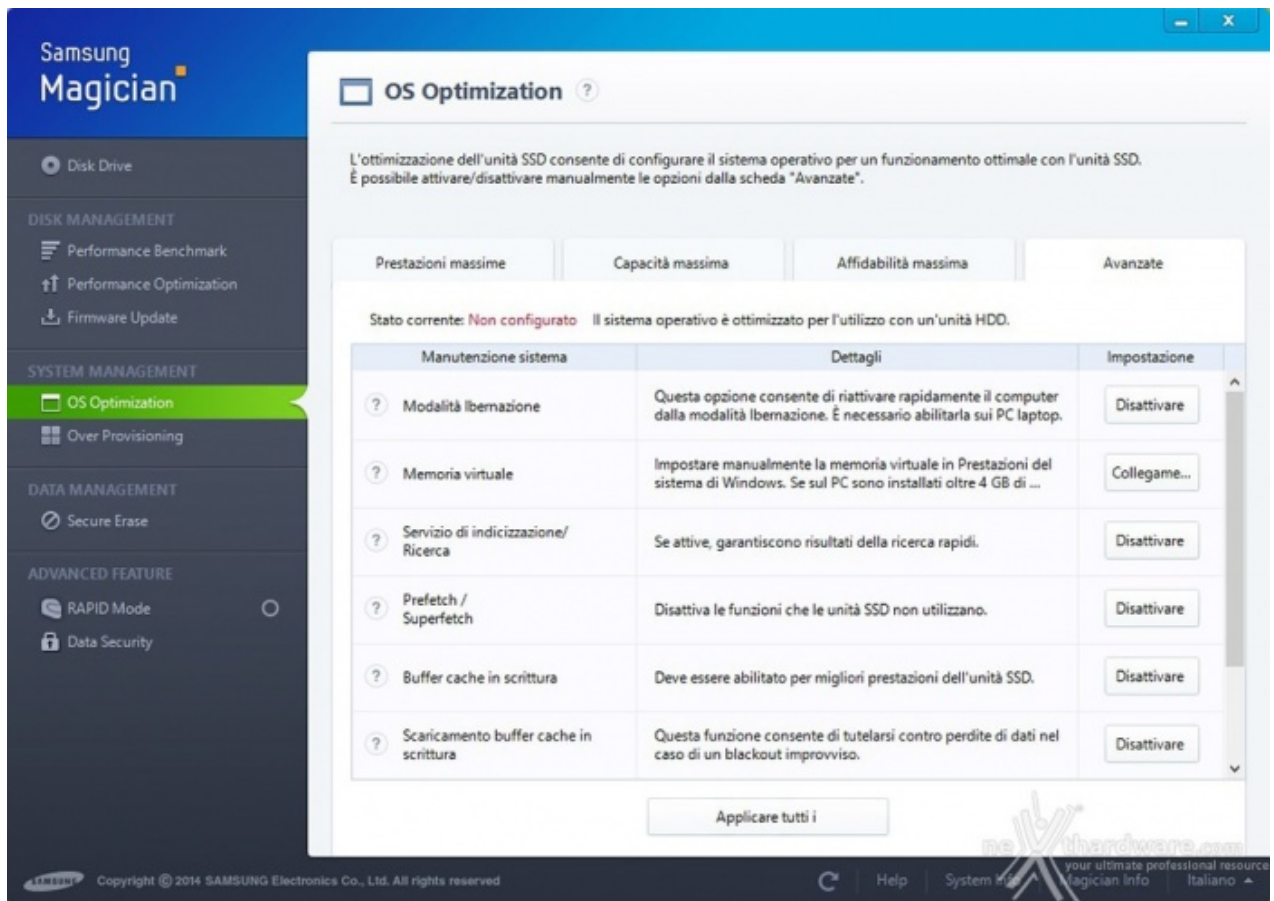 Samsung
Magician
OS Optimization ?
Disk Drive
L'ottimizzazione dell'unità SSD consente di configurare il sistema operativo per un funzionamento ottimale con l'unità SSD.
È possibile attivare/disattivare manualmente le opzioni dalla scheda "Avanzate".
DISK MANAGEMENT
Performance Benchmark
Performance Optimization
Firmware Update
SYSTEM MANAGEMENT
OS Optimization
Over Provisioning
DATA MANAGEMENT
Secure Erase
ADVANCED FEATURE
RAPID Mode
Data Security
Prestazioni massime
Capacità massima
Affidabilità massima
Avanzate
Stato corrente: Non configurato Il sistema operativo è ottimizzato per l'utilizzo con un'unità HDD.
Manutenzione sistema
Dettagli
Impostazione
? Modalità Ibernazione
Questa opzione consente di riattivare rapidamente il computer
dalla modalità Ibernazione. È necessario abilitarla sui PC laptop.
Disattivare
? Memoria virtuale
Impostare manualmente la memoria virtuale in Prestazioni del
sistema di Windows. Se sul PC sono installati oltre 4 GB di ...
Collegame...
? Servizio di indicizzazione/
Ricerca
Se attive, garantiscono risultati della ricerca rapidi.
Disattivare
? Prefetch /
Superfetch
Disattiva le funzioni che le unità SSD non utilizzano.
Disattivare
? Buffer cache in scrittura
Deve essere abilitato per migliori prestazioni dell'unità SSD.
Disattivare
? Scaricamento buffer cache in
scrittura
Questa funzione consente di tutelarsi contro perdite di dati nel
caso di un blackout improvviso.
Disattivare
Applicare tutti i
nexthardware.com
your ultimate professional resource
SAMSUNG Copyright © 2014 SAMSUNG Electronics Co., Ltd. All rights reserved
Help
System Info
Magician Info
Italiano